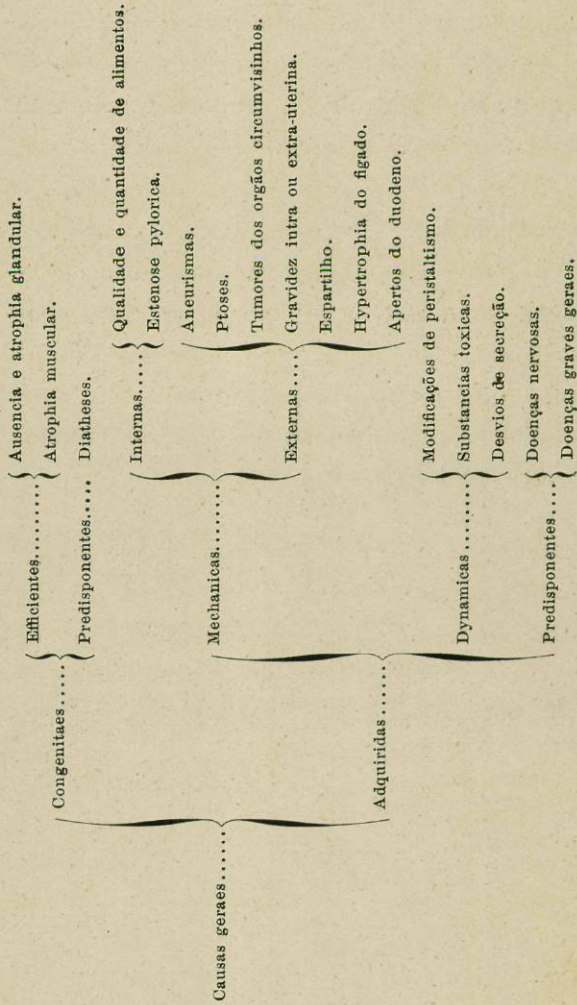 Causas geraes......
Congenitaes......
Efficientes..........
Ausencia e atrophia glandular.
Atrophia muscular.
Predisponentes.....
Diatheses.
Adquiridas ......
Mechanicas.........
Internas.....
Qualidade e quantidade de alimentos.
Estenose pylorica.
Externas....
Aneurismas.
Ptoses.
Tumores dos orgãos circumvisinhos.
Gravidez intra ou extra-uterina.
Espartilho.
Hypertrophia do figado.
Apertos do duodeno.
Dynamicas ........
Modificações de peristaltismo.
Substancias toxicas.
Desvios de secreção.
Predisponentes....
Doenças nervosas.
Doenças graves geraes.